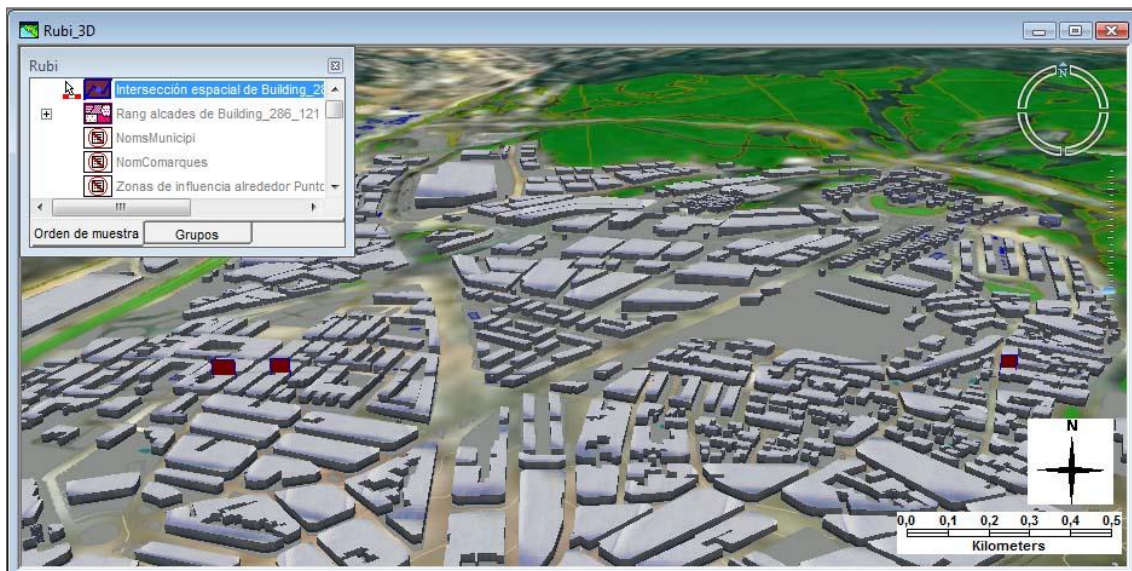 Rubi_3D
Rubi
Intersección espacial de Building_28
Rang alcades de Building_286_121
NomsMunicipi
NomComarques
Zonas de influencia alrededor Punto
Orden de muestra
Grupos
N
N
0,0 0,1 0,2 0,3 0,4 0,5
Kilometers